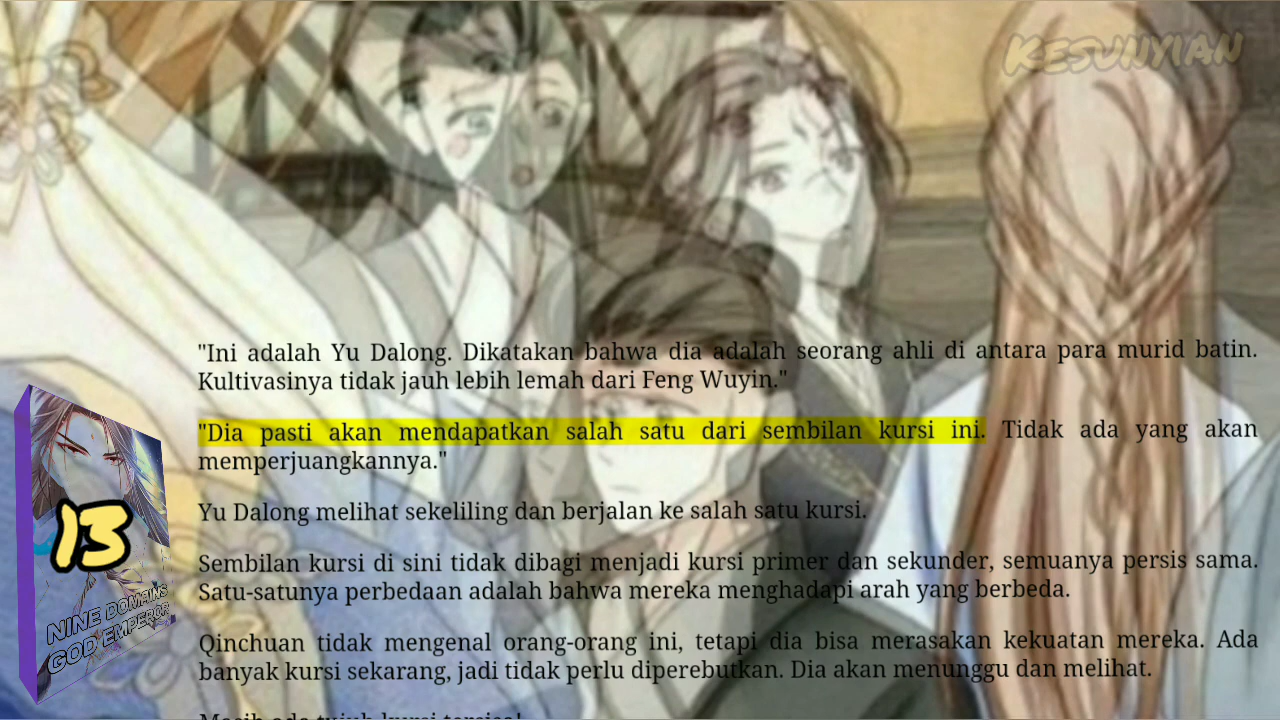 KESUNYIAN
"Ini adalah Yu Dalong. Dikatakan bahwa dia adalah seorang ahli di antara para murid batin.
Kultivasinya tidak jauh lebih lemah dari Feng Wuyin."
"Dia pasti akan mendapatkan salah satu dari sembilan kursi ini. Tidak ada yang akan
memperjuangkannya."
Yu Dalong melihat sekeliling dan berjalan ke salah satu kursi.
Sembilan kursi di sini tidak dibagi menjadi kursi primer dan sekunder, semuanya persis sama.
Satu-satunya perbedaan adalah bahwa mereka menghadapi arah yang berbeda.
Qinchuan tidak mengenal orang-orang ini, tetapi dia bisa merasakan kekuatan mereka. Ada
banyak kursi sekarang, jadi tidak perlu diperebutkan. Dia akan menunggu dan melihat.
13
NINE DOMAINS
GOD EMPEROR